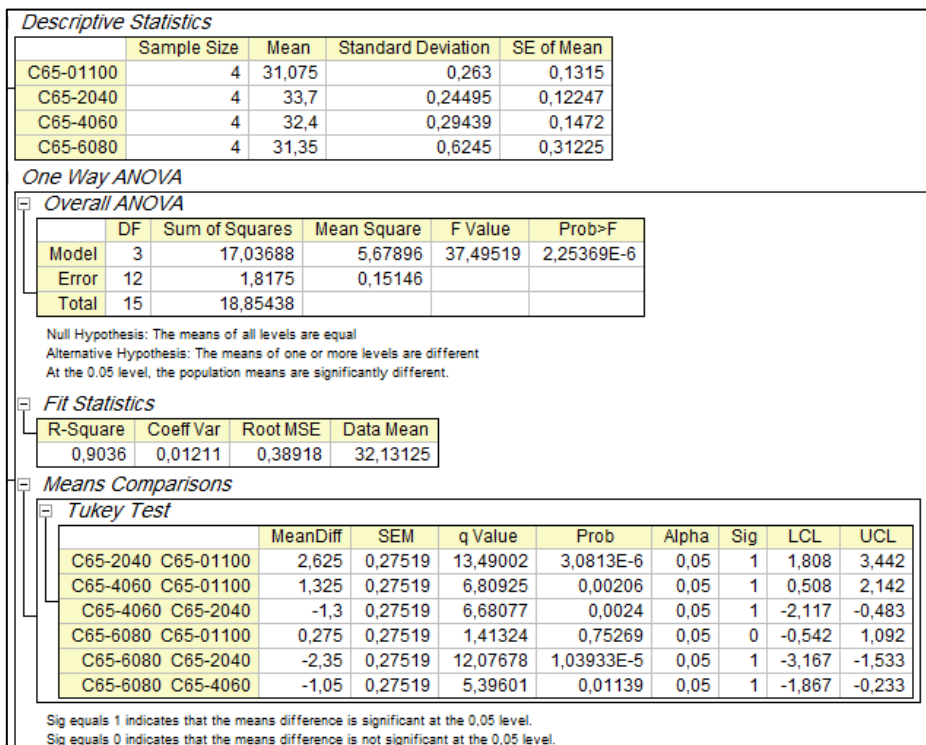 Descriptive Statistics
Sample Size Mean Standard Deviation SE of Mean
C65-01100 4 31,075 0,263 0,1315
C65-2040 4 33,7 0,24495 0,12247
C65-4060 4 32,4 0,29439 0,1472
C65-6080 4 31,35 0,6245 0,31225
One Way ANOVA
Overall ANOVA
DF Sum of Squares Mean Square F Value Prob>F
Model 3 17,03688 5,67896 37,49519 2,25369E-6
Error 12 1,8175 0,15146
Total 15 18,85438
Null Hypothesis: The means of all levels are equal
Alternative Hypothesis: The means of one or more levels are different
At the 0.05 level, the population means are significantly different.
Fit Statistics
R-Square Coeff Var Root MSE Data Mean
0,9036 0,01211 0,38918 32,13125
Means Comparisons
Tukey Test
MeanDiff SEM q Value Prob Alpha Sig LCL UCL
C65-2040 C65-01100 2,625 0,27519 13,49002 3,0813E-6 0,05 1 1,808 3,442
C65-4060 C65-01100 1,325 0,27519 6,80925 0,00206 0,05 1 0,508 2,142
C65-4060 C65-2040 -1,3 0,27519 6,68077 0,0024 0,05 1 -2,117 -0,483
C65-6080 C65-01100 0,275 0,27519 1,41324 0,75269 0,05 0 -0,542 1,092
C65-6080 C65-2040 -2,35 0,27519 12,07678 1,03933E-5 0,05 1 -3,167 -1,533
C65-6080 C65-4060 -1,05 0,27519 5,39601 0,01139 0,05 1 -1,867 -0,233
Sig equals 1 indicates that the means difference is significant at the 0,05 level.
Sig equals 0 indicates that the means difference is not significant at the 0,05 level.